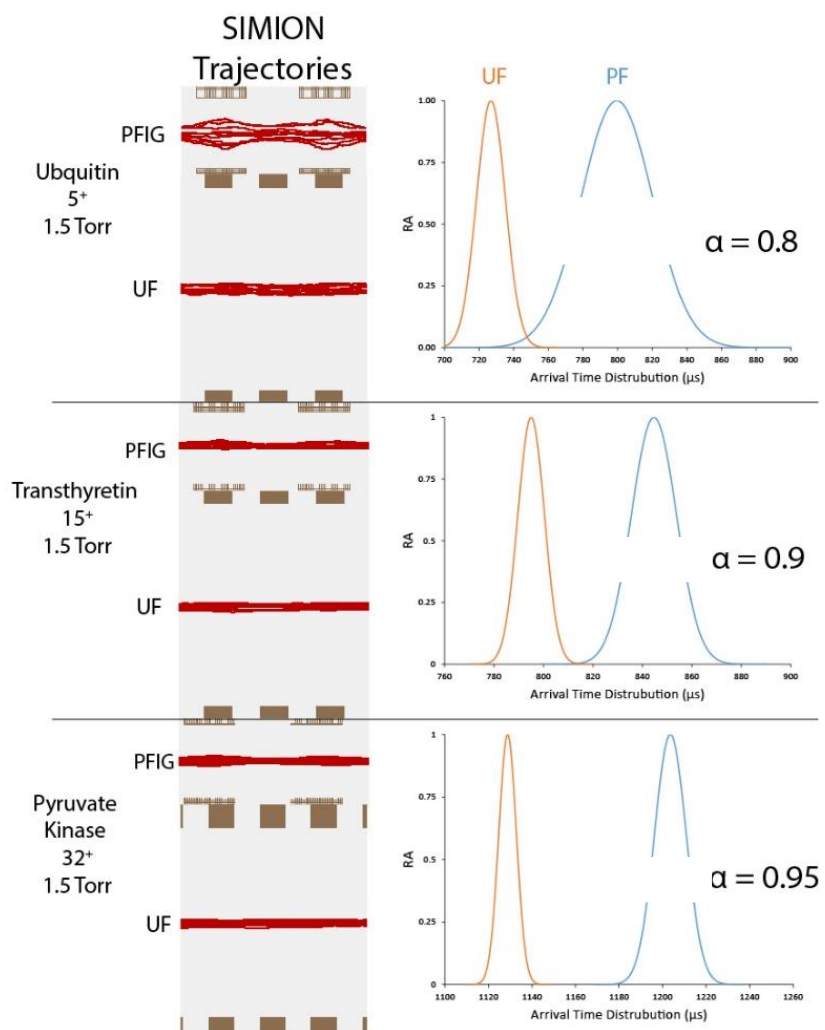 SIMION
Trajectories
UF PF
PFIG
Ubquitin
5+
1.5 Torr
UF
1.00
0.75
0.50
0.25
0.00
RA
α = 0.8
700 720 740 760 780 800 820 840 860 880 900
Arrival Time Distrubution (µs)
PFIG
Transthyretin
15+
1.5 Torr
UF
1
0.75
0.5
0.25
0
RA
α = 0.9
760 780 800 820 840 860 880 900
Arrival Time Distrubution (µs)
PFIG
Pyruvate
Kinase
32+
1.5 Torr
UF
1
0.75
0.5
0.25
0
RA
α = 0.95
1100 1120 1140 1160 1180 1200 1220 1240 1260
Arrival Time Distrubution (µs)